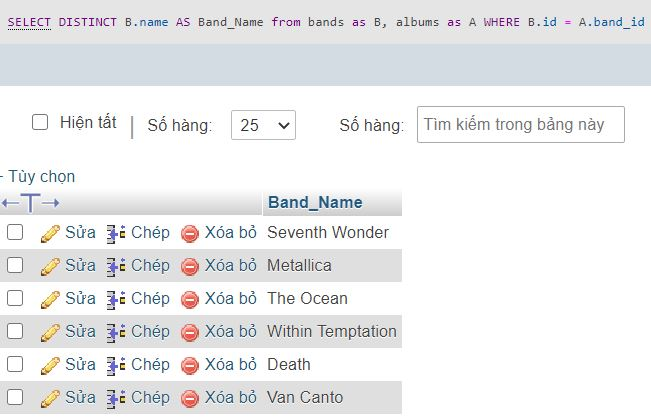 SELECT DISTINCT B.name AS Band_Name from bands as B, albums as A WHERE B.id = A.band_id
Hiện tất | Số hàng: 25 Số hàng: Tìm kiếm trong bảng này
- Tùy chọn
←T→ Band_Name
Sửa Chép Xóa bỏ Seventh Wonder
Sửa Chép Xóa bỏ Metallica
Sửa Chép Xóa bỏ The Ocean
Sửa Chép Xóa bỏ Within Temptation
Sửa Chép Xóa bỏ Death
Sửa Chép Xóa bỏ Van Canto